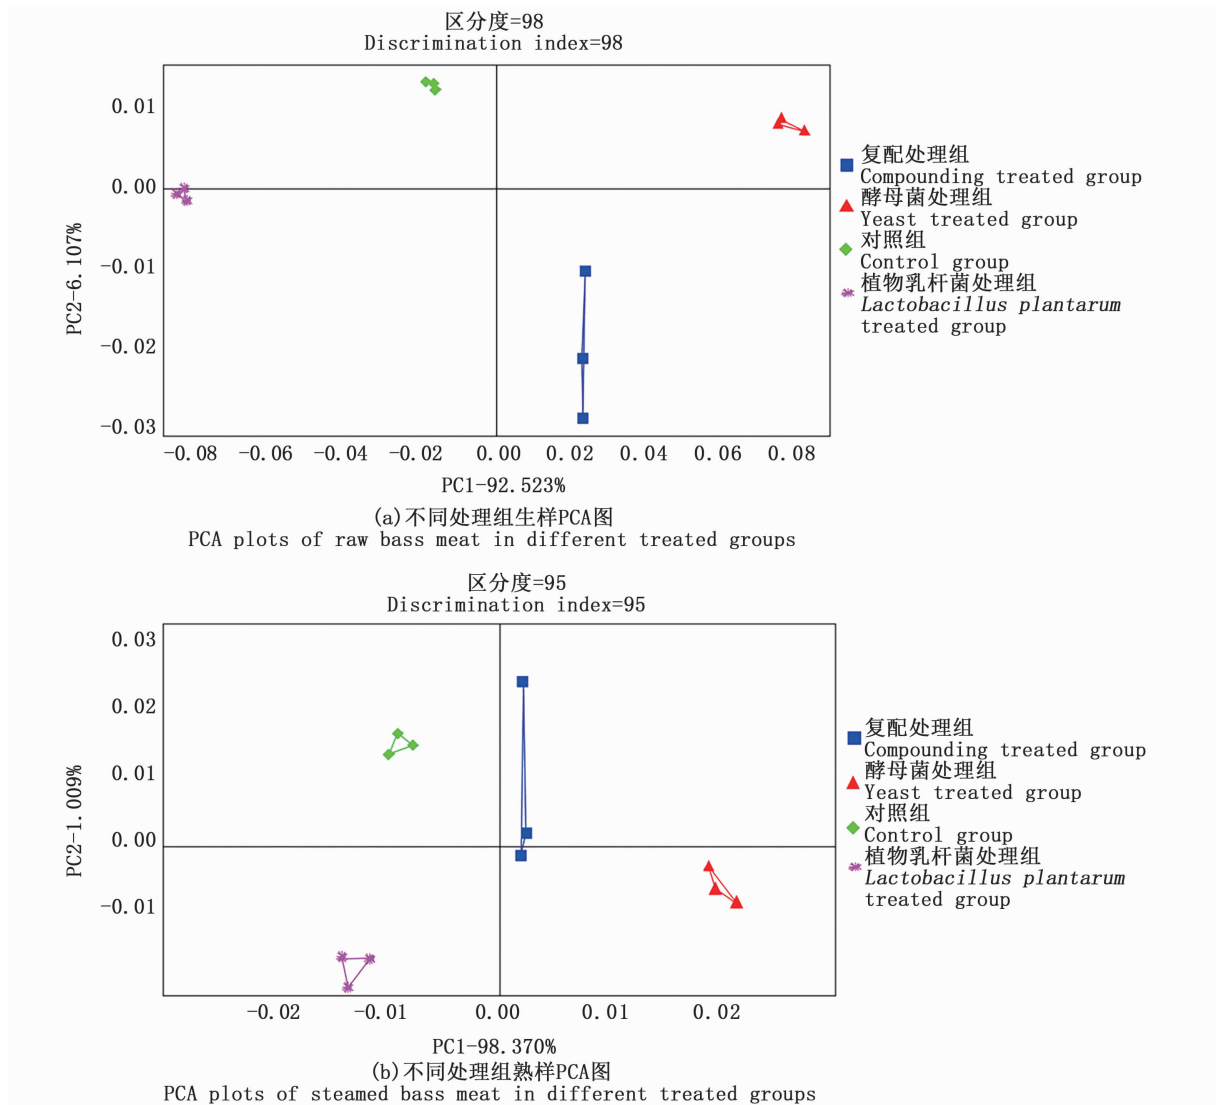 区分度=98
Discrimination index=98
0.01
0.00
-0.01
-0.02
-0.03
PC2-6.107%
-0.08 -0.06 -0.04 -0.02 0.00 0.02 0.04 0.06 0.08
PC1-92.523%
复配处理组
Compounding treated group
酵母菌处理组
Yeast treated group
对照组
Control group
植物乳杆菌处理组
Lactobacillus plantarum
treated group
(a)不同处理组生样PCA图
PCA plots of raw bass meat in different treated groups
区分度=95
Discrimination index=95
0.03
0.02
0.01
0.00
-0.01
PC2-1.009%
-0.02 -0.01 0.00 0.01 0.02
PC1-98.370%
复配处理组
Compounding treated group
酵母菌处理组
Yeast treated group
对照组
Control group
植物乳杆菌处理组
Lactobacillus plantarum
treated group
(b)不同处理组熟样PCA图
PCA plots of steamed bass meat in different treated groups